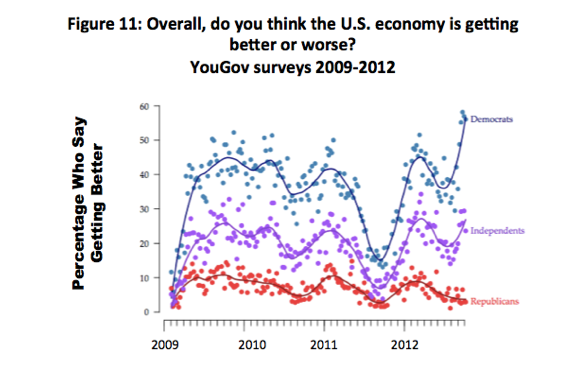 Figure 11: Overall, do you think the U.S. economy is getting
better or worse?
YouGov surveys 2009-2012
Percentage Who Say
Getting Better
60
50
40
30
20
10
0
Democrats
Independents
Republicans
2009 2010 2011 2012